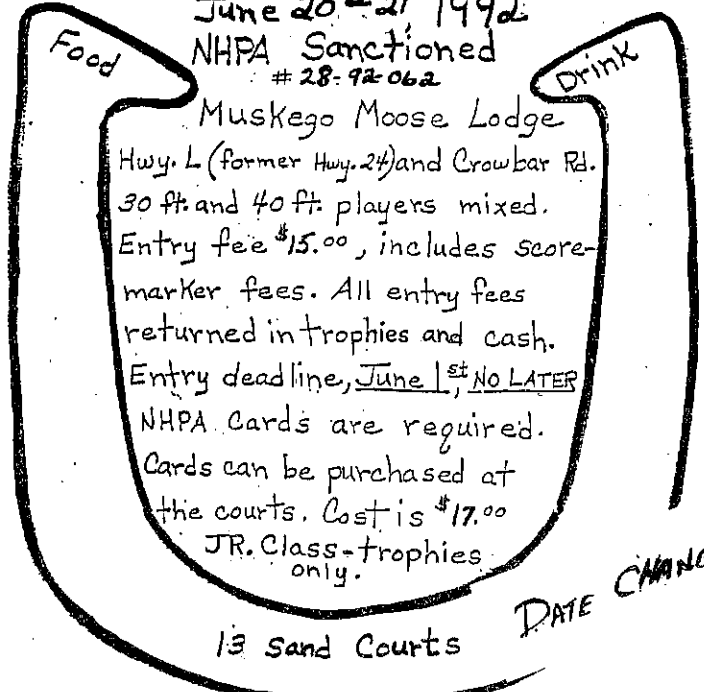 June 20-21, 1992
Food
NHPA Sanctioned
Drink
# 28-92-062
Muskego Moose Lodge
Hwy. L (former Hwy. 24) and Crowbar Rd.
30 ft. and 40 ft. players mixed.
Entry fee $15.00, includes score-
marker fees. All entry fees
returned in trophies and cash.
Entry deadline, June 1st, NO LATER
NHPA Cards are required.
Cards can be purchased at
the courts. Cost is $17.00
JR. Class-trophies
only.
DATE CHANG
13 Sand Courts